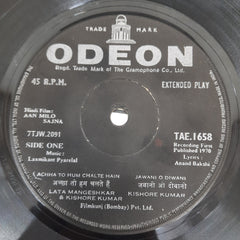 TRADE MARK
ODEON
Regd. Trade Mark of The Gramophone Co., Ltd.
45 R.P.M.
EXTENDED PLAY
Hindi Film:
AAN MILO
SAJNA
7TJW.2091
SIDE ONE
Music:
Laxmikant Pyarelal
TAE.1658
Recording First
Published 1970
Lyrics:
Anand Bakshi
ACHHA TO HUM CHALTE HAIN
अच्छा तो हम चलते हैं
LATA MANGESHKAR
& KISHORE KUMAR
JAWANI O DIWANI
जवानी ओ दीवानी
KISHORE KUMAR
Filmkunj (Bombay) Pvt. Ltd.